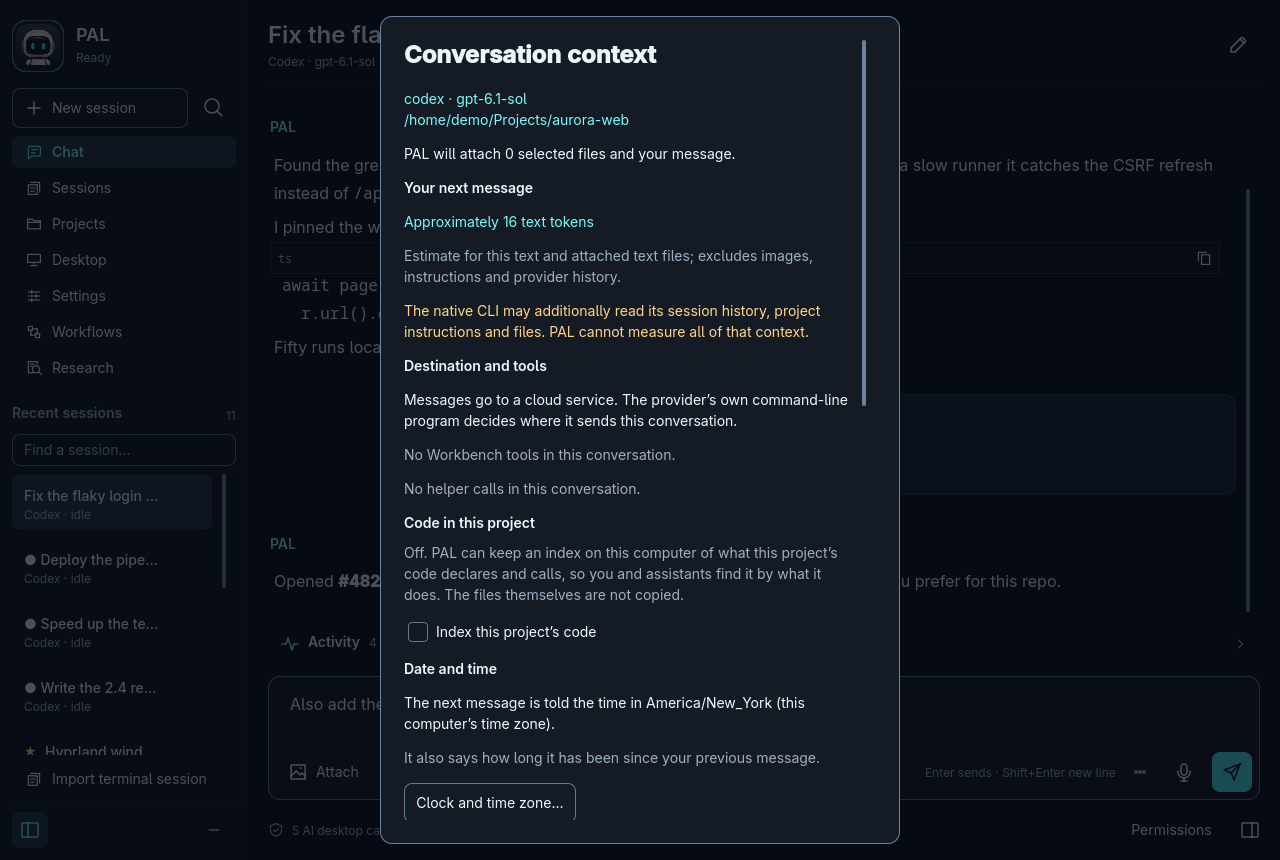 PAL
Ready
New session
Chat
Sessions
Projects
Desktop
Settings
Workflows
Research
Recent sessions
11
Find a session...
Fix the flaky login ...
Codex · idle
Deploy the pipe...
Codex · idle
Speed up the te...
Codex · idle
Write the 2.4 re...
Codex · idle
Hyprland wind
Import terminal session
Fix the fla
Codex · gpt-6.1-sol
PAL
Found the gre
a slow runner it catches the CSRF refresh
instead of /ap
I pinned the w
ts
await page
r.url().
Fifty runs loca
PAL
Opened #482
u prefer for this repo.
Activity 4
Also add the
Attach
Enter sends · Shift+Enter new line
5 AI desktop ca
Permissions
Conversation context
codex · gpt-6.1-sol
/home/demo/Projects/aurora-web
PAL will attach 0 selected files and your message.
Your next message
Approximately 16 text tokens
Estimate for this text and attached text files; excludes images,
instructions and provider history.
The native CLI may additionally read its session history, project
instructions and files. PAL cannot measure all of that context.
Destination and tools
Messages go to a cloud service. The provider’s own command-line
program decides where it sends this conversation.
No Workbench tools in this conversation.
No helper calls in this conversation.
Code in this project
Off. PAL can keep an index on this computer of what this project’s
code declares and calls, so you and assistants find it by what it
does. The files themselves are not copied.
Index this project’s code
Date and time
The next message is told the time in America/New_York (this
computer’s time zone).
It also says how long it has been since your previous message.
Clock and time zone...